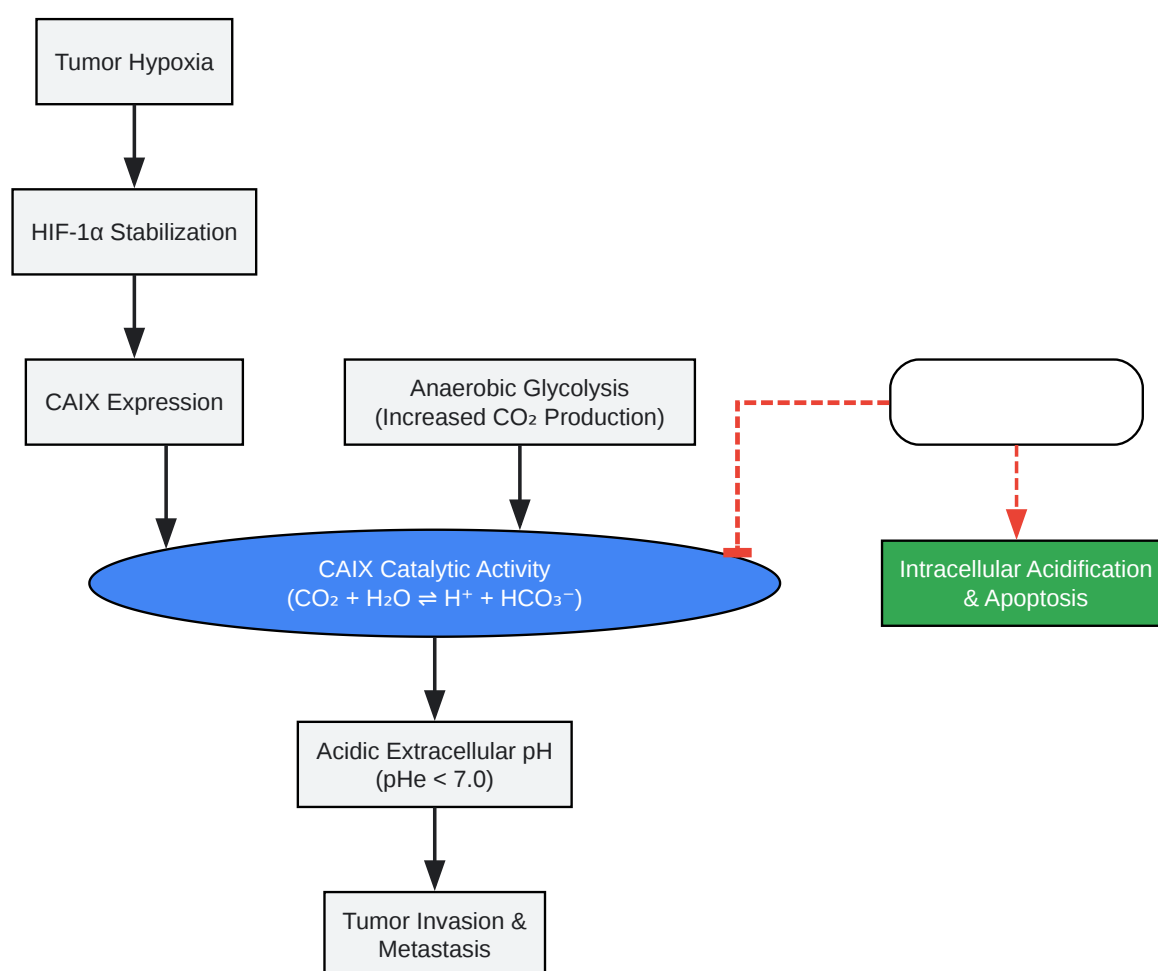 Tumor Hypoxia
HIF-1α Stabilization
CAIX Expression
Anaerobic Glycolysis
(Increased CO₂ Production)
CAIX Catalytic Activity
(CO₂ + H₂O ⇌ H⁺ + HCO₃⁻)
Intracellular Acidification
& Apoptosis
Acidic Extracellular pH
(pHe < 7.0)
Tumor Invasion &
Metastasis